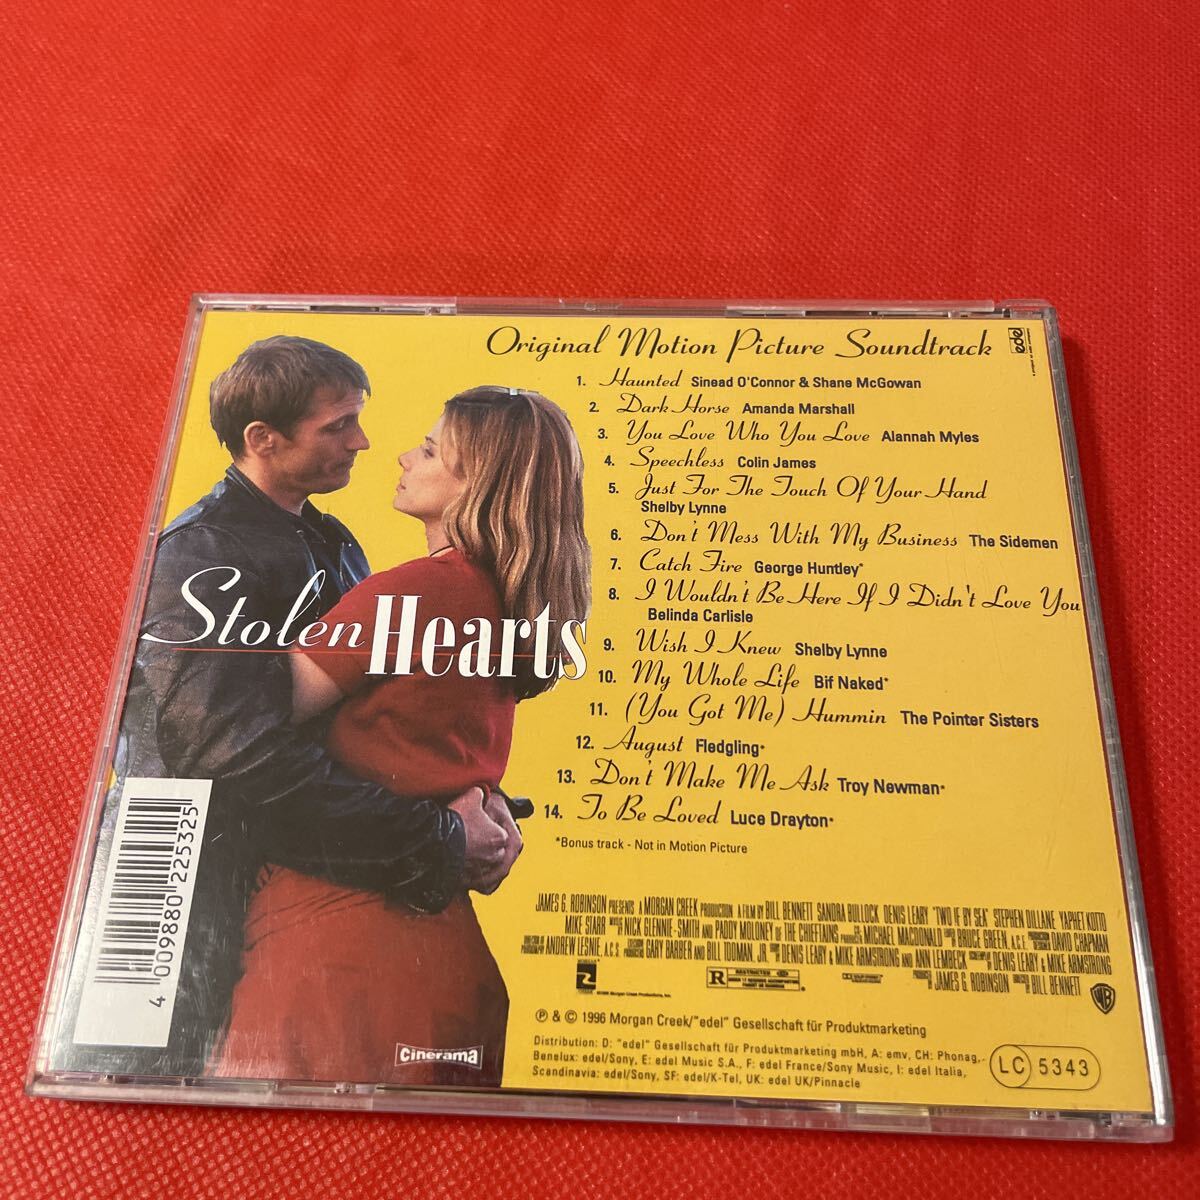 Original Motion Picture Soundtrack
edel
1. Haunted Sinead O'Connor & Shane McGowan
2. Dark Horse Amanda Marshall
3. You Love Who You Love Alannah Myles
4. Speechless Colin James
5. Just For The Touch Of Your Hand
Shelby Lynne
6. Don't Mess With My Business The Sidemen
7. Catch Fire George Huntley*
8. I Wouldn't Be Here If I Didn't Love You
Belinda Carlisle
9. Wish I Knew Shelby Lynne
10. My Whole Life Bif Naked*
11. (You Got Me) Hummin The Pointer Sisters
12. August Fledgling*
13. Don't Make Me Ask Troy Newman*
14. To Be Loved Luce Drayton*
*Bonus track - Not in Motion Picture
Stolen Hearts
4 009880 225325
JAMES G. ROBINSON PRESENTS A MORGAN CREEK PRODUCTION A FILM BY BILL BENNETT SANDRA BULLOCK DENIS LEARY "TWO IF BY SEA" STEPHEN DILLANE YAPHET KOTTO
MIKE STARR MUSIC BY NICK GLENNIE-SMITH AND PADDY MOLONEY OF THE CHIEFTAINS MICHAEL MACDONALD BRUCE GREEN, A.C.E. PRODUCTION DAVID CHAPMAN
DIRECTOR OF PHOTOGRAPHY ANDREW LESNIE, A.C.S. PRODUCERS GARY BARBER AND BILL TODMAN, JR. DENIS LEARY & MIKE ARMSTRONG AND ANN LEMBECK DENIS LEARY & MIKE ARMSTRONG
JAMES G. ROBINSON BILL BENNETT
R RESTRICTED
WB
℗ & © 1996 Morgan Creek/"edel" Gesellschaft für Produktmarketing
Distribution: D: "edel" Gesellschaft für Produktmarketing mbH, A: emv, CH: Phonag,
Benelux: edel/Sony, E: edel Music S.A., F: edel France/Sony Music, I: edel Italia,
Scandinavia: edel/Sony, SF: edel/K-Tel, UK: edel UK/Pinnacle
LC 5343
Cinerama